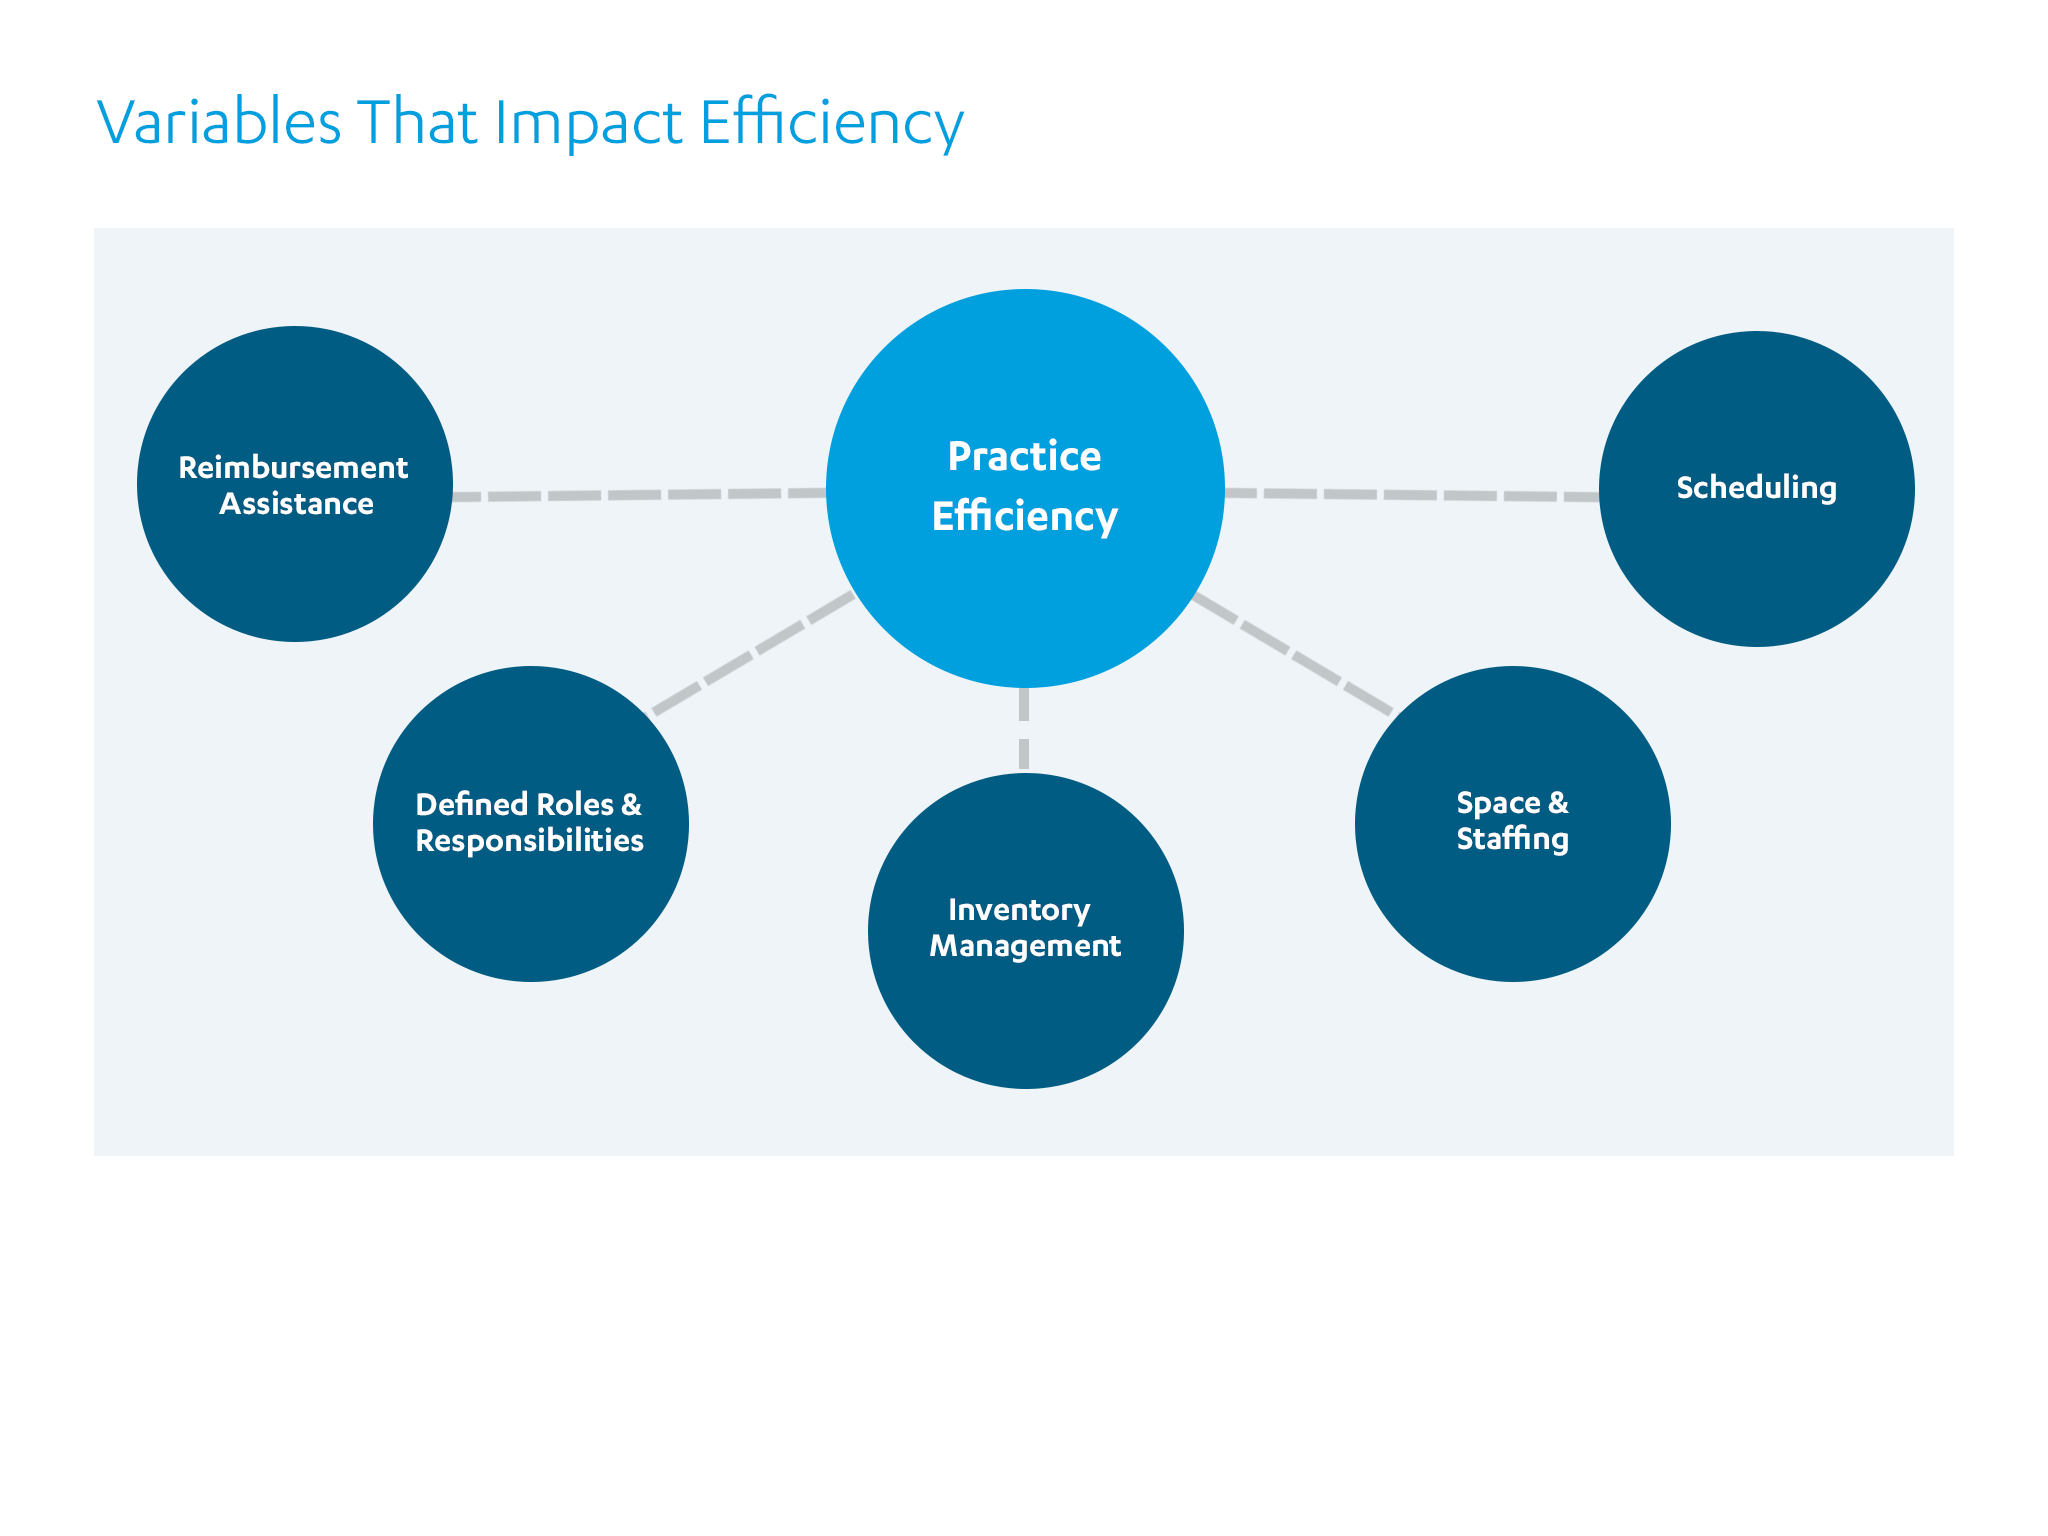 Variables That Impact Efficiency
Practice
Efficiency
Reimbursement
Assistance
Scheduling
Defined Roles &
Responsibilities
Space &
Staffing
Inventory
Management